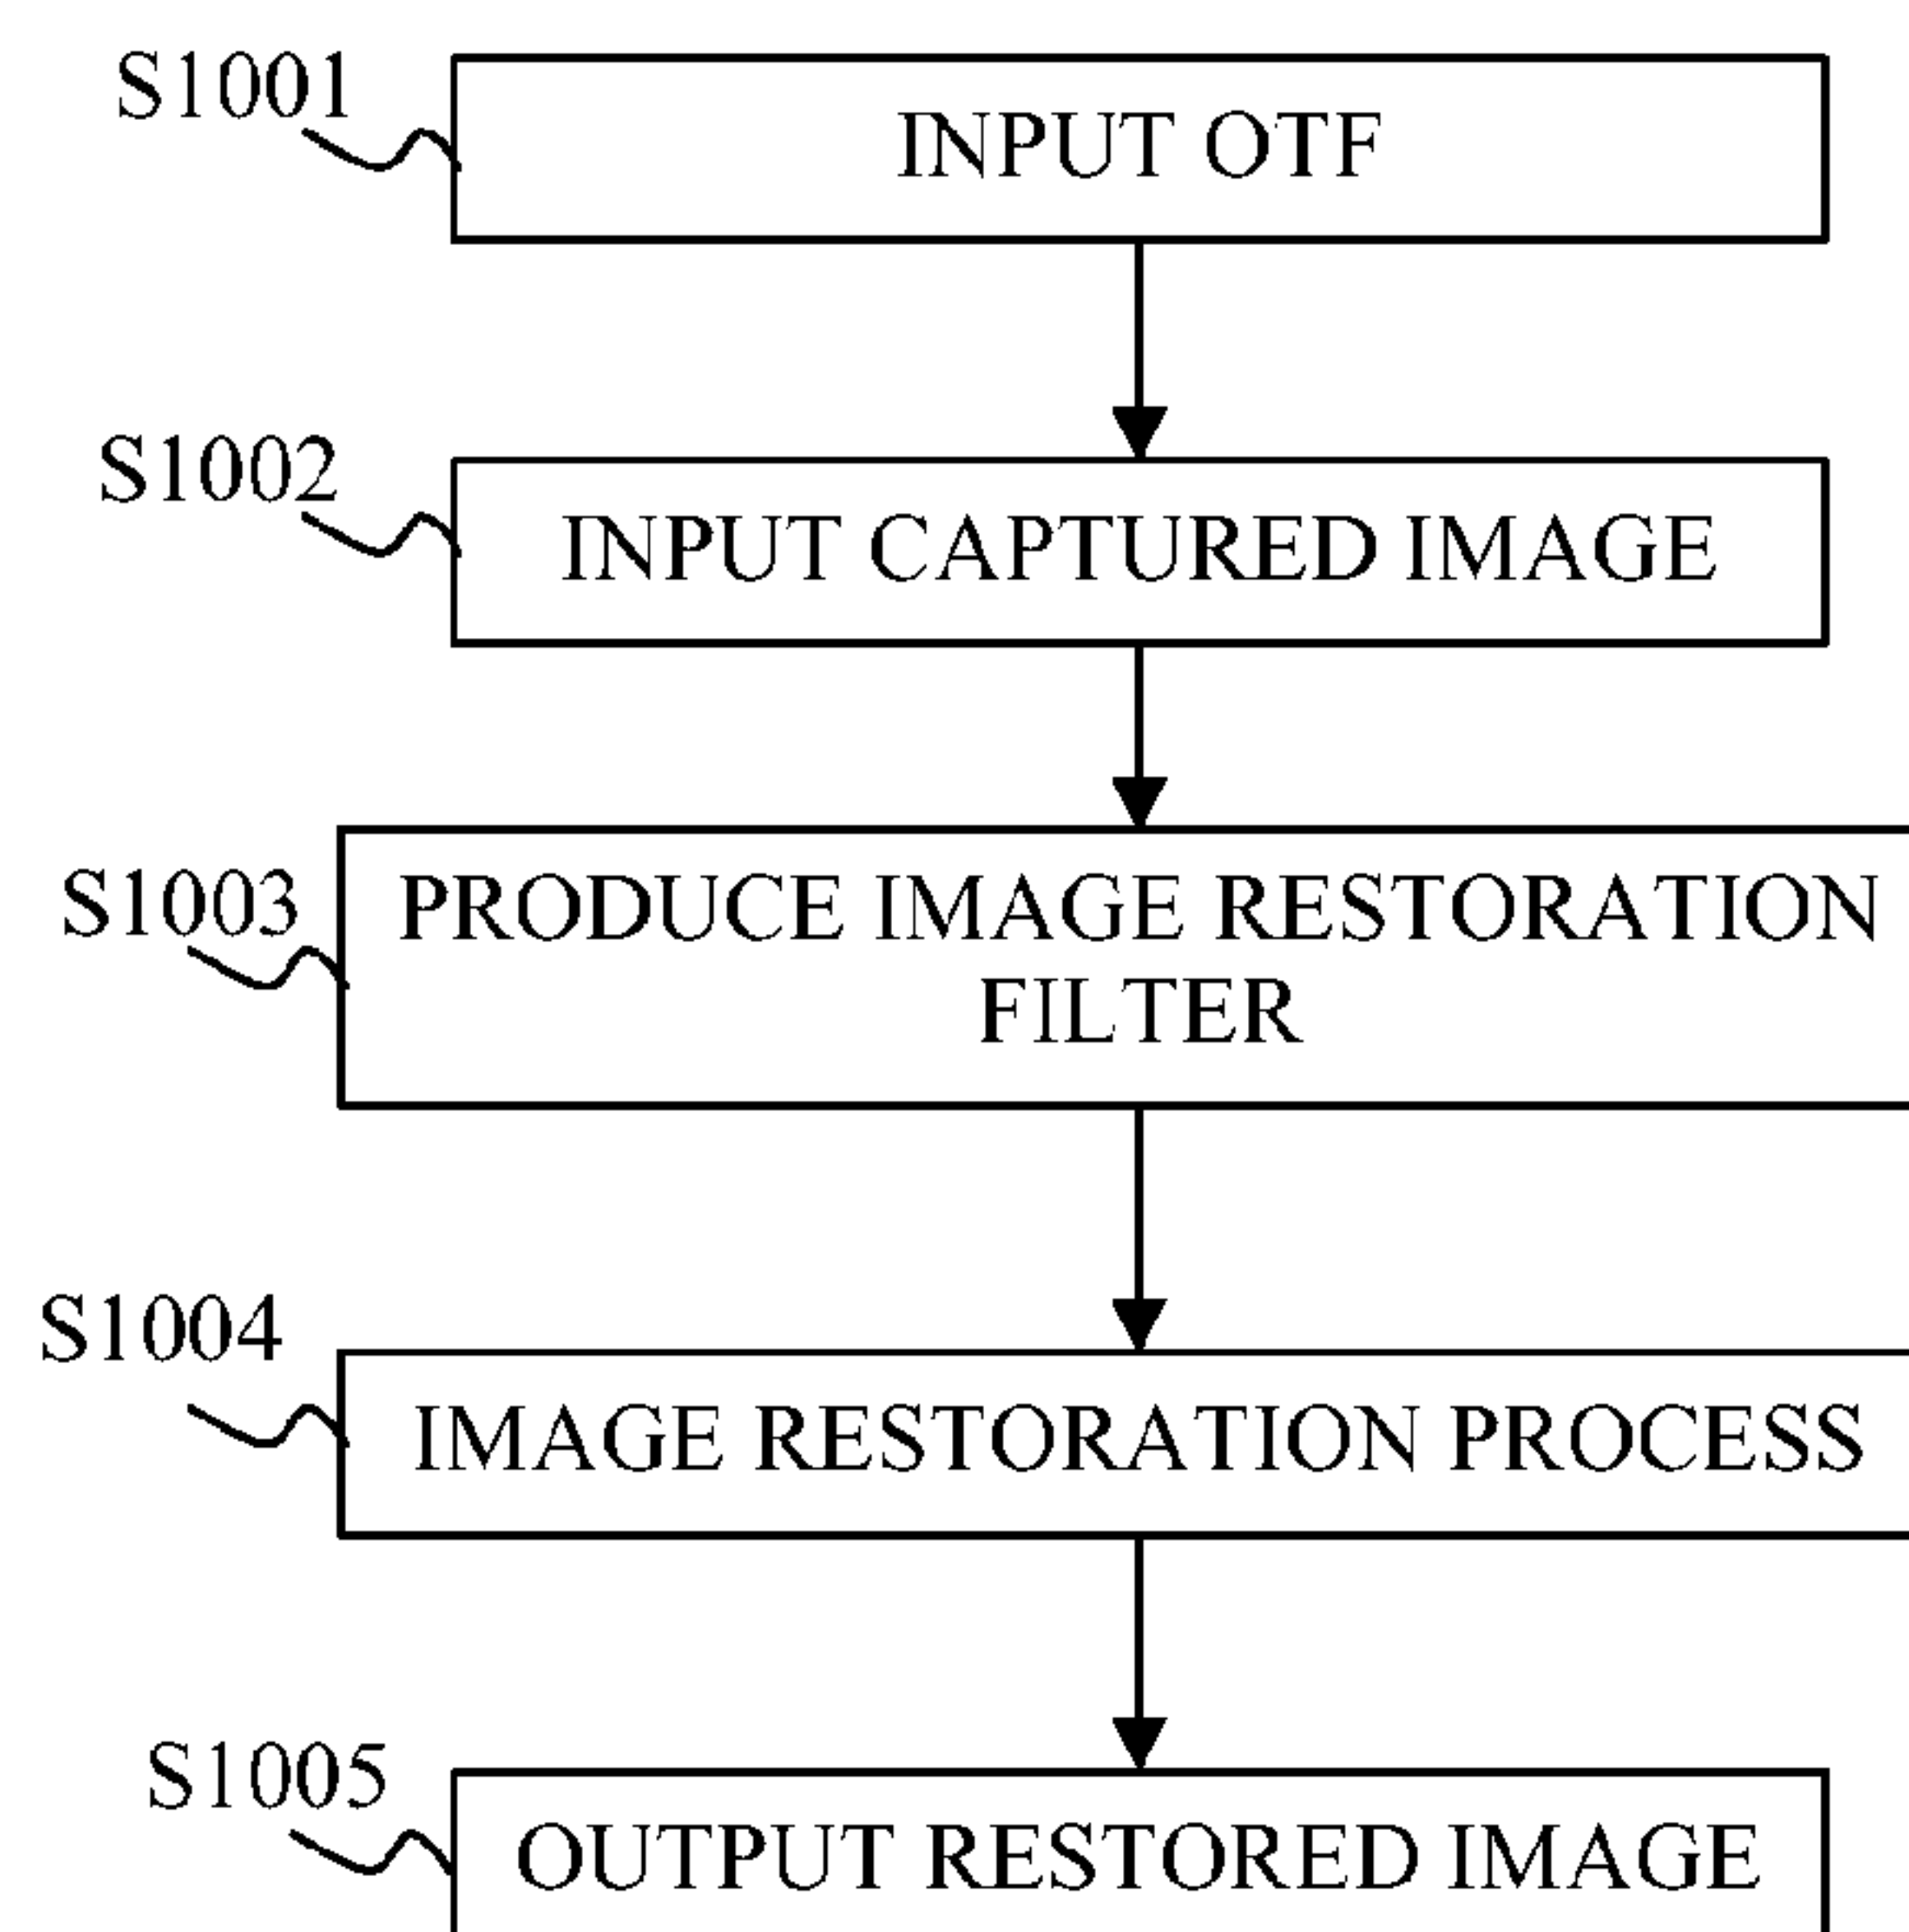 S1001
INPUT OTF
S1002
INPUT CAPTURED IMAGE
S1003
PRODUCE IMAGE RESTORATION
FILTER
S1004
IMAGE RESTORATION PROCESS
S1005
OUTPUT RESTORED IMAGE